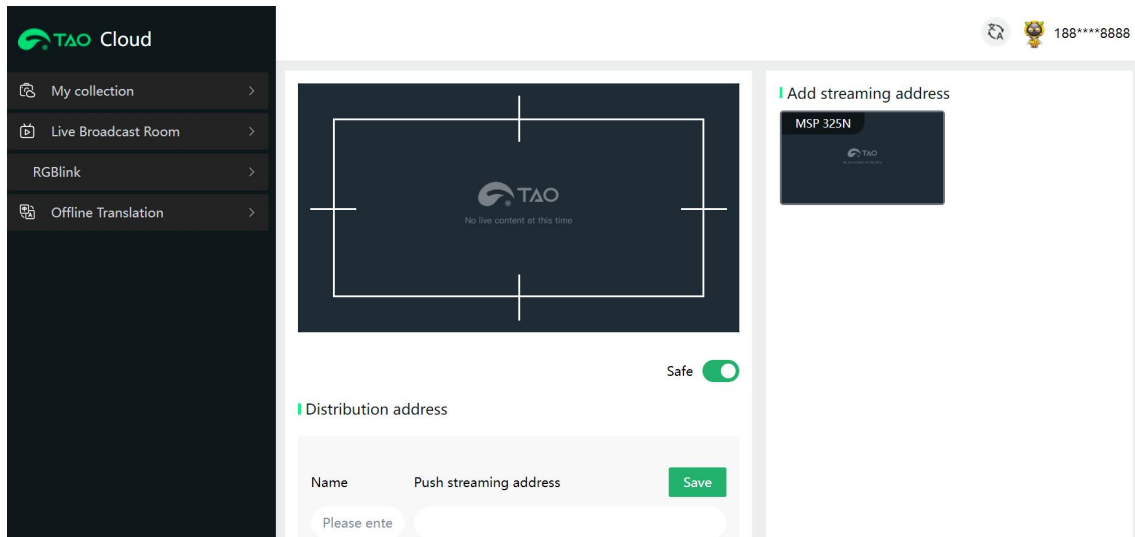 TAO Cloud
188****8888
My collection
Live Broadcast Room
RGBlink
Offline Translation
TAO
No live content at this time
Safe
Distribution address
Name
Push streaming address
Save
Please ente
Add streaming address
MSP 325N
TAO